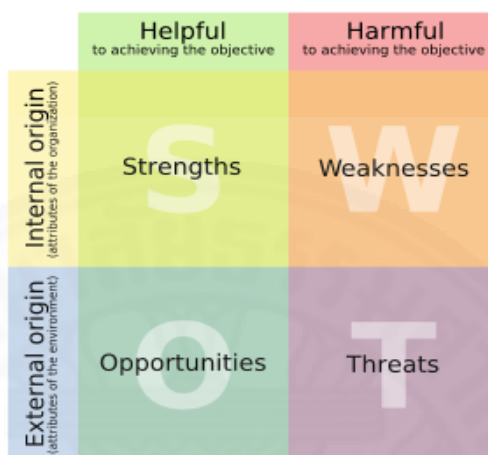 Helpful
to achieving the objective
Harmful
to achieving the objective
Internal origin
(attributes of the organization)
S
Strengths
W
Weaknesses
External origin
(attributes of the environment)
O
Opportunities
T
Threats